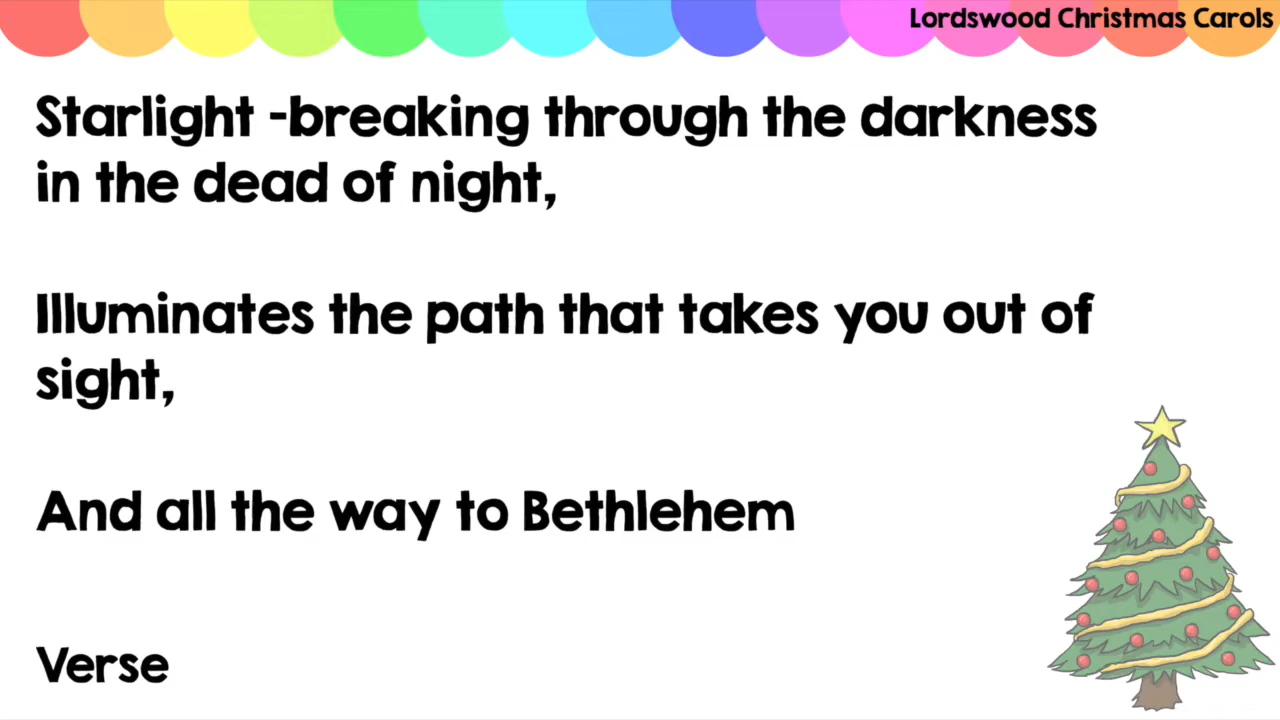 Lordswood Christmas Carols
Starlight -breaking through the darkness
in the dead of night,
Illuminates the path that takes you out of
sight,
And all the way to Bethlehem
Verse